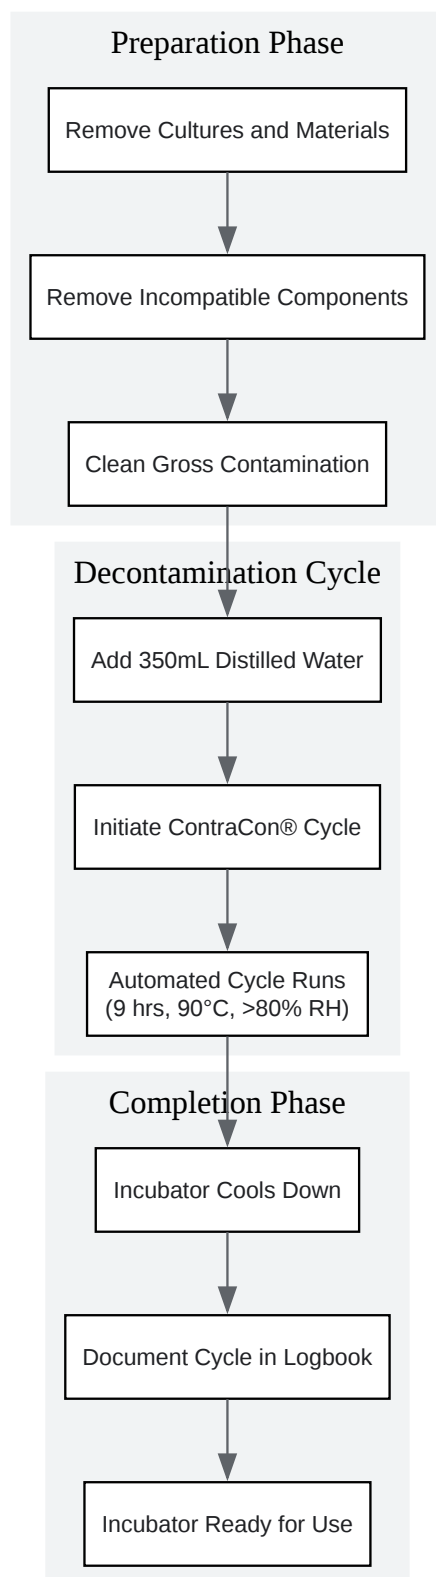 Preparation Phase
Remove Cultures and Materials
Remove Incompatible Components
Clean Gross Contamination
Decontamination Cycle
Add 350mL Distilled Water
Initiate ContraCon® Cycle
Automated Cycle Runs
(9 hrs, 90°C, >80% RH)
Completion Phase
Incubator Cools Down
Document Cycle in Logbook
Incubator Ready for Use